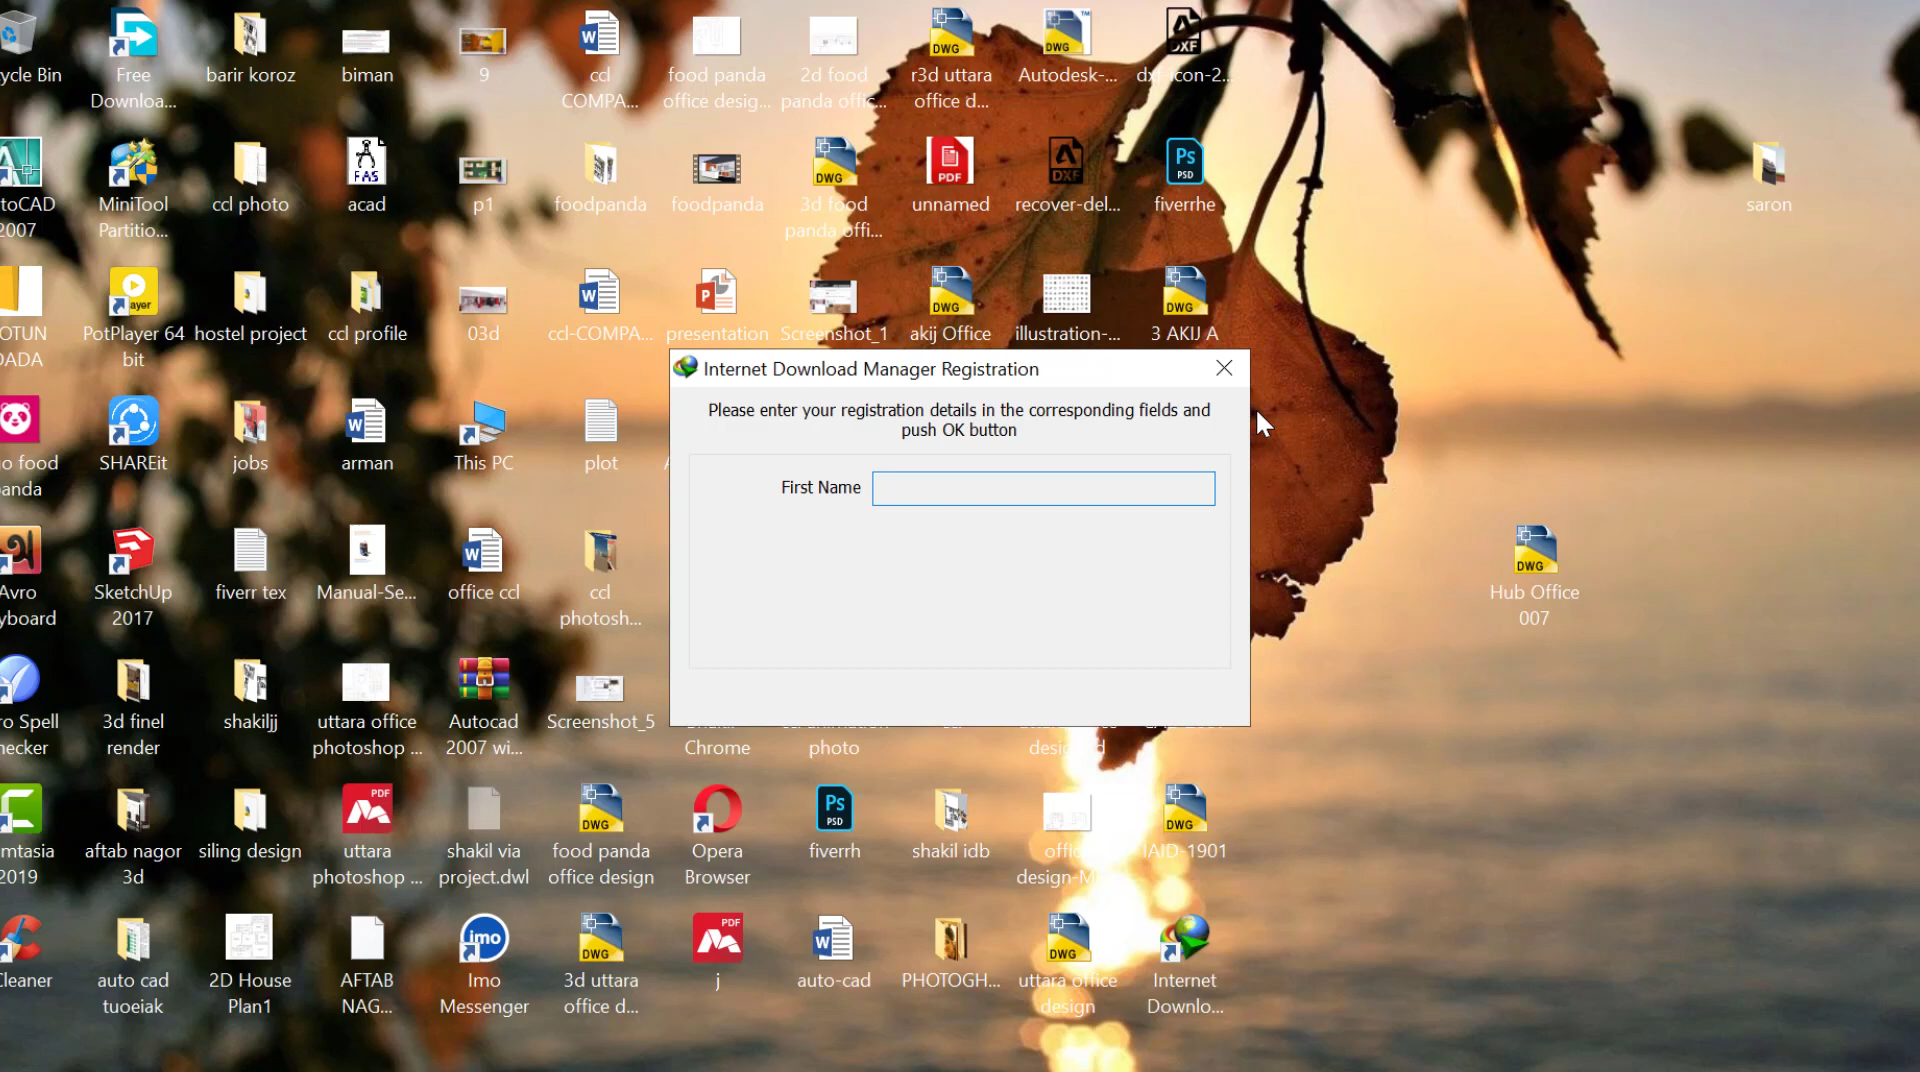 ycle Bin
Free
Downloa...
barir koroz
biman
9
ccl
COMPA...
food panda
office desig...
2d food
panda offic...
r3d uttara
office d...
Autodesk-...
dxf-icon-2...
toCAD
2007
MiniTool
Partitio...
ccl photo
acad
p1
foodpanda
foodpanda
3d food
panda offi...
unnamed
recover-del...
fiverrhe
saron
OTUN
DADA
PotPlayer 64
bit
hostel project
ccl profile
03d
ccl-COMPA...
presentation
Screenshot_1
akij Office
illustration-...
3 AKIJ A
Internet Download Manager Registration
Please enter your registration details in the corresponding fields and
push OK button
First Name
o food
anda
SHAREit
jobs
arman
This PC
plot
Avro
yboard
SketchUp
2017
fiverr tex
Manual-Se...
office ccl
ccl
photosh...
Hub Office
007
ro Spell
hecker
3d finel
render
shakiljj
uttara office
photoshop ...
Autocad
2007 wi...
Screenshot_5
Chrome
photo
mtasia
2019
aftab nagor
3d
siling design
uttara
photoshop ...
shakil via
project.dwl
food panda
office design
Opera
Browser
fiverrh
shakil idb
IAID-1901
Cleaner
auto cad
tuoeiak
2D House
Plan1
AFTAB
NAG...
Imo
Messenger
3d uttara
office d...
j
auto-cad
PHOTOGH...
uttara office
design
Internet
Downlo...